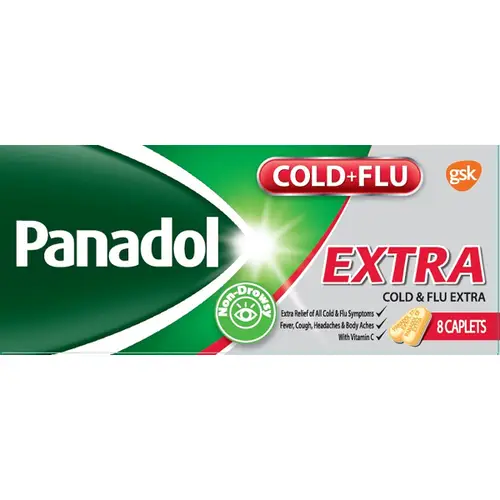 COLD+FLU
gsk
Panadol
EXTRA
COLD & FLU EXTRA
Non-Drowsy
Extra Relief of All Cold & Flu Symptoms
Fever, Cough, Headaches & Body Aches
With Vitamin C
8 CAPLETS